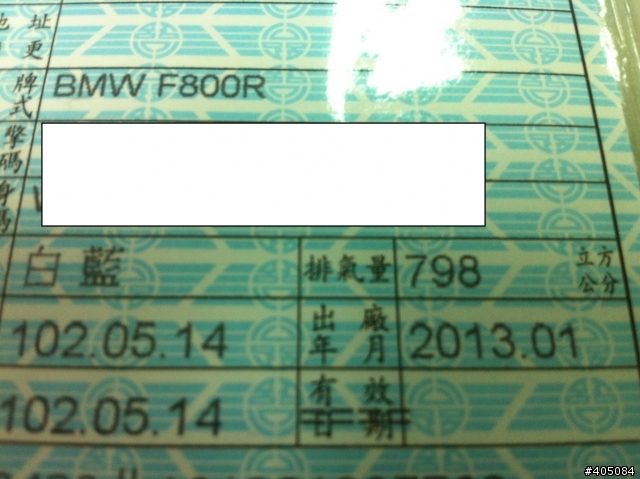 址
更
牌 BMW F800R
式
擎
碼
身
碼
白藍 排氣量 798 立方公分
102.05.14 出廠年月 2013.01
102.05.14 有效日期
#405084